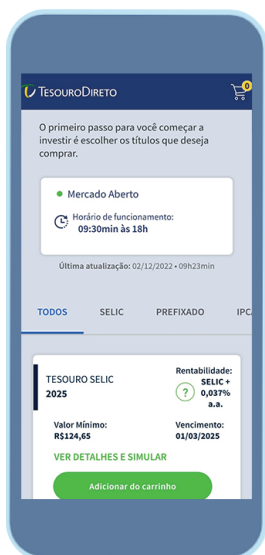 TESOURODIRETO
0
O primeiro passo para você começar a
investir é escolher os títulos que deseja
comprar.
Mercado Aberto
Horário de funcionamento:
09:30min às 18h
Última atualização: 02/12/2022 • 09h23min
TODOS SELIC PREFIXADO IPCA
TESOURO SELIC
2025
Rentabilidade:
SELIC +
0,037%
a.a.
?
Valor Mínimo:
R$124,65
Vencimento:
01/03/2025
VER DETALHES E SIMULAR
Adicionar do carrinho